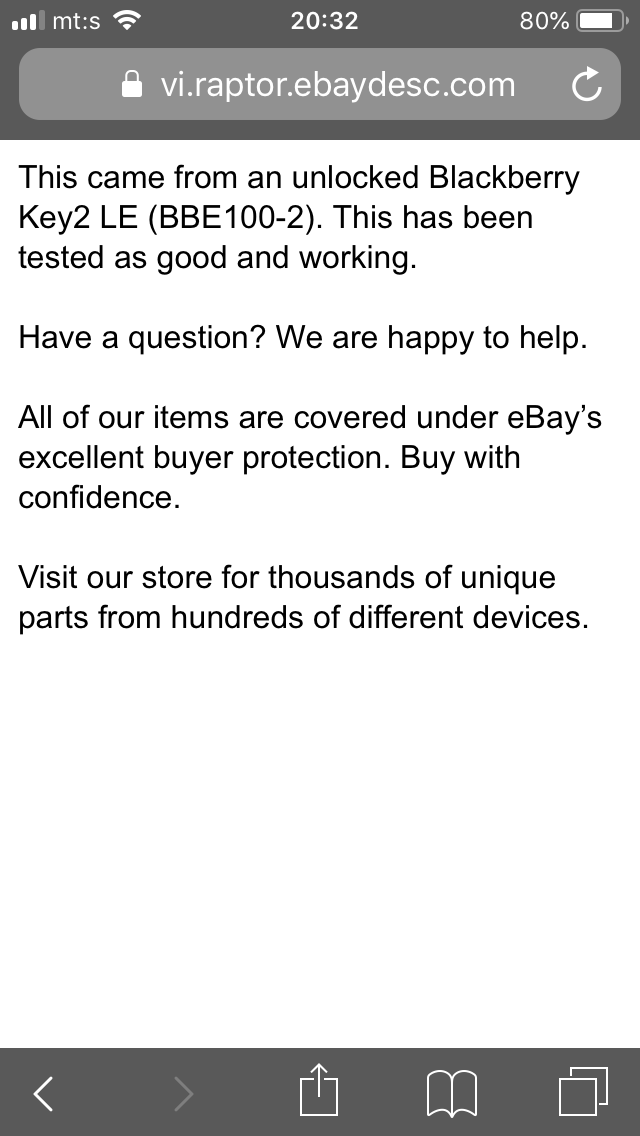 mt:s 20:32 80%
vi.raptor.ebaydesc.com
This came from an unlocked Blackberry
Key2 LE (BBE100-2). This has been
tested as good and working.
Have a question? We are happy to help.
All of our items are covered under eBay’s
excellent buyer protection. Buy with
confidence.
Visit our store for thousands of unique
parts from hundreds of different devices.